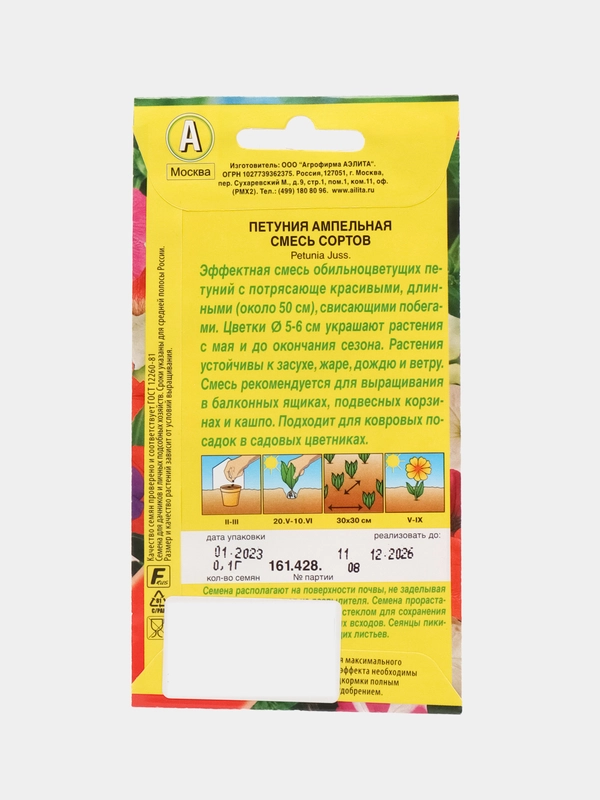 А
Москва
Изготовитель: ООО "Агрофирма АЭЛИТА".
ОГРН 1027739362375. Россия,127051, г. Москва,
пер. Сухаревский М., д.9, стр.1, пом.1, ком.11, оф.
(РМХ2). Тел.: (499) 180 80 96. www.ailita.ru
ПЕТУНИЯ АМПЕЛЬНАЯ
СМЕСЬ СОРТОВ
Petunia Juss.
Эффектная смесь обильноцветущих пе-
туний с потрясающе красивыми, длин-
ными (около 50 см), свисающими побега-
ми. Цветки Ø 5-6 см украшают растения
с мая и до окончания сезона. Растения
устойчивы к засухе, жаре, дождю и ветру.
Смесь рекомендуется для выращивания
в балконных ящиках, подвесных корзи-
нах и кашпо. Подходит для ковровых по-
садок в садовых цветниках.
II-III
20.V-10.VI
30х30 см
V-IX
дата упаковки
реализовать до:
01.2023
11 12.2026
0,1Г
161.428.
08
кол-во семян
№ партии
Семена располагают на поверхности почвы, не заделывая
Семена прораста-
стеклом для сохранения
всходов. Сеянцы пики-
листьев.
максимального
эффекта необходимы
полным
удобрением.
Качество семян проверено и соответствует ГОСТ 12260-81
Семена для дачников и личных подсобных хозяйств. Сроки указаны для средней полосы России.
Размер и качество растений зависит от условий выращивания.